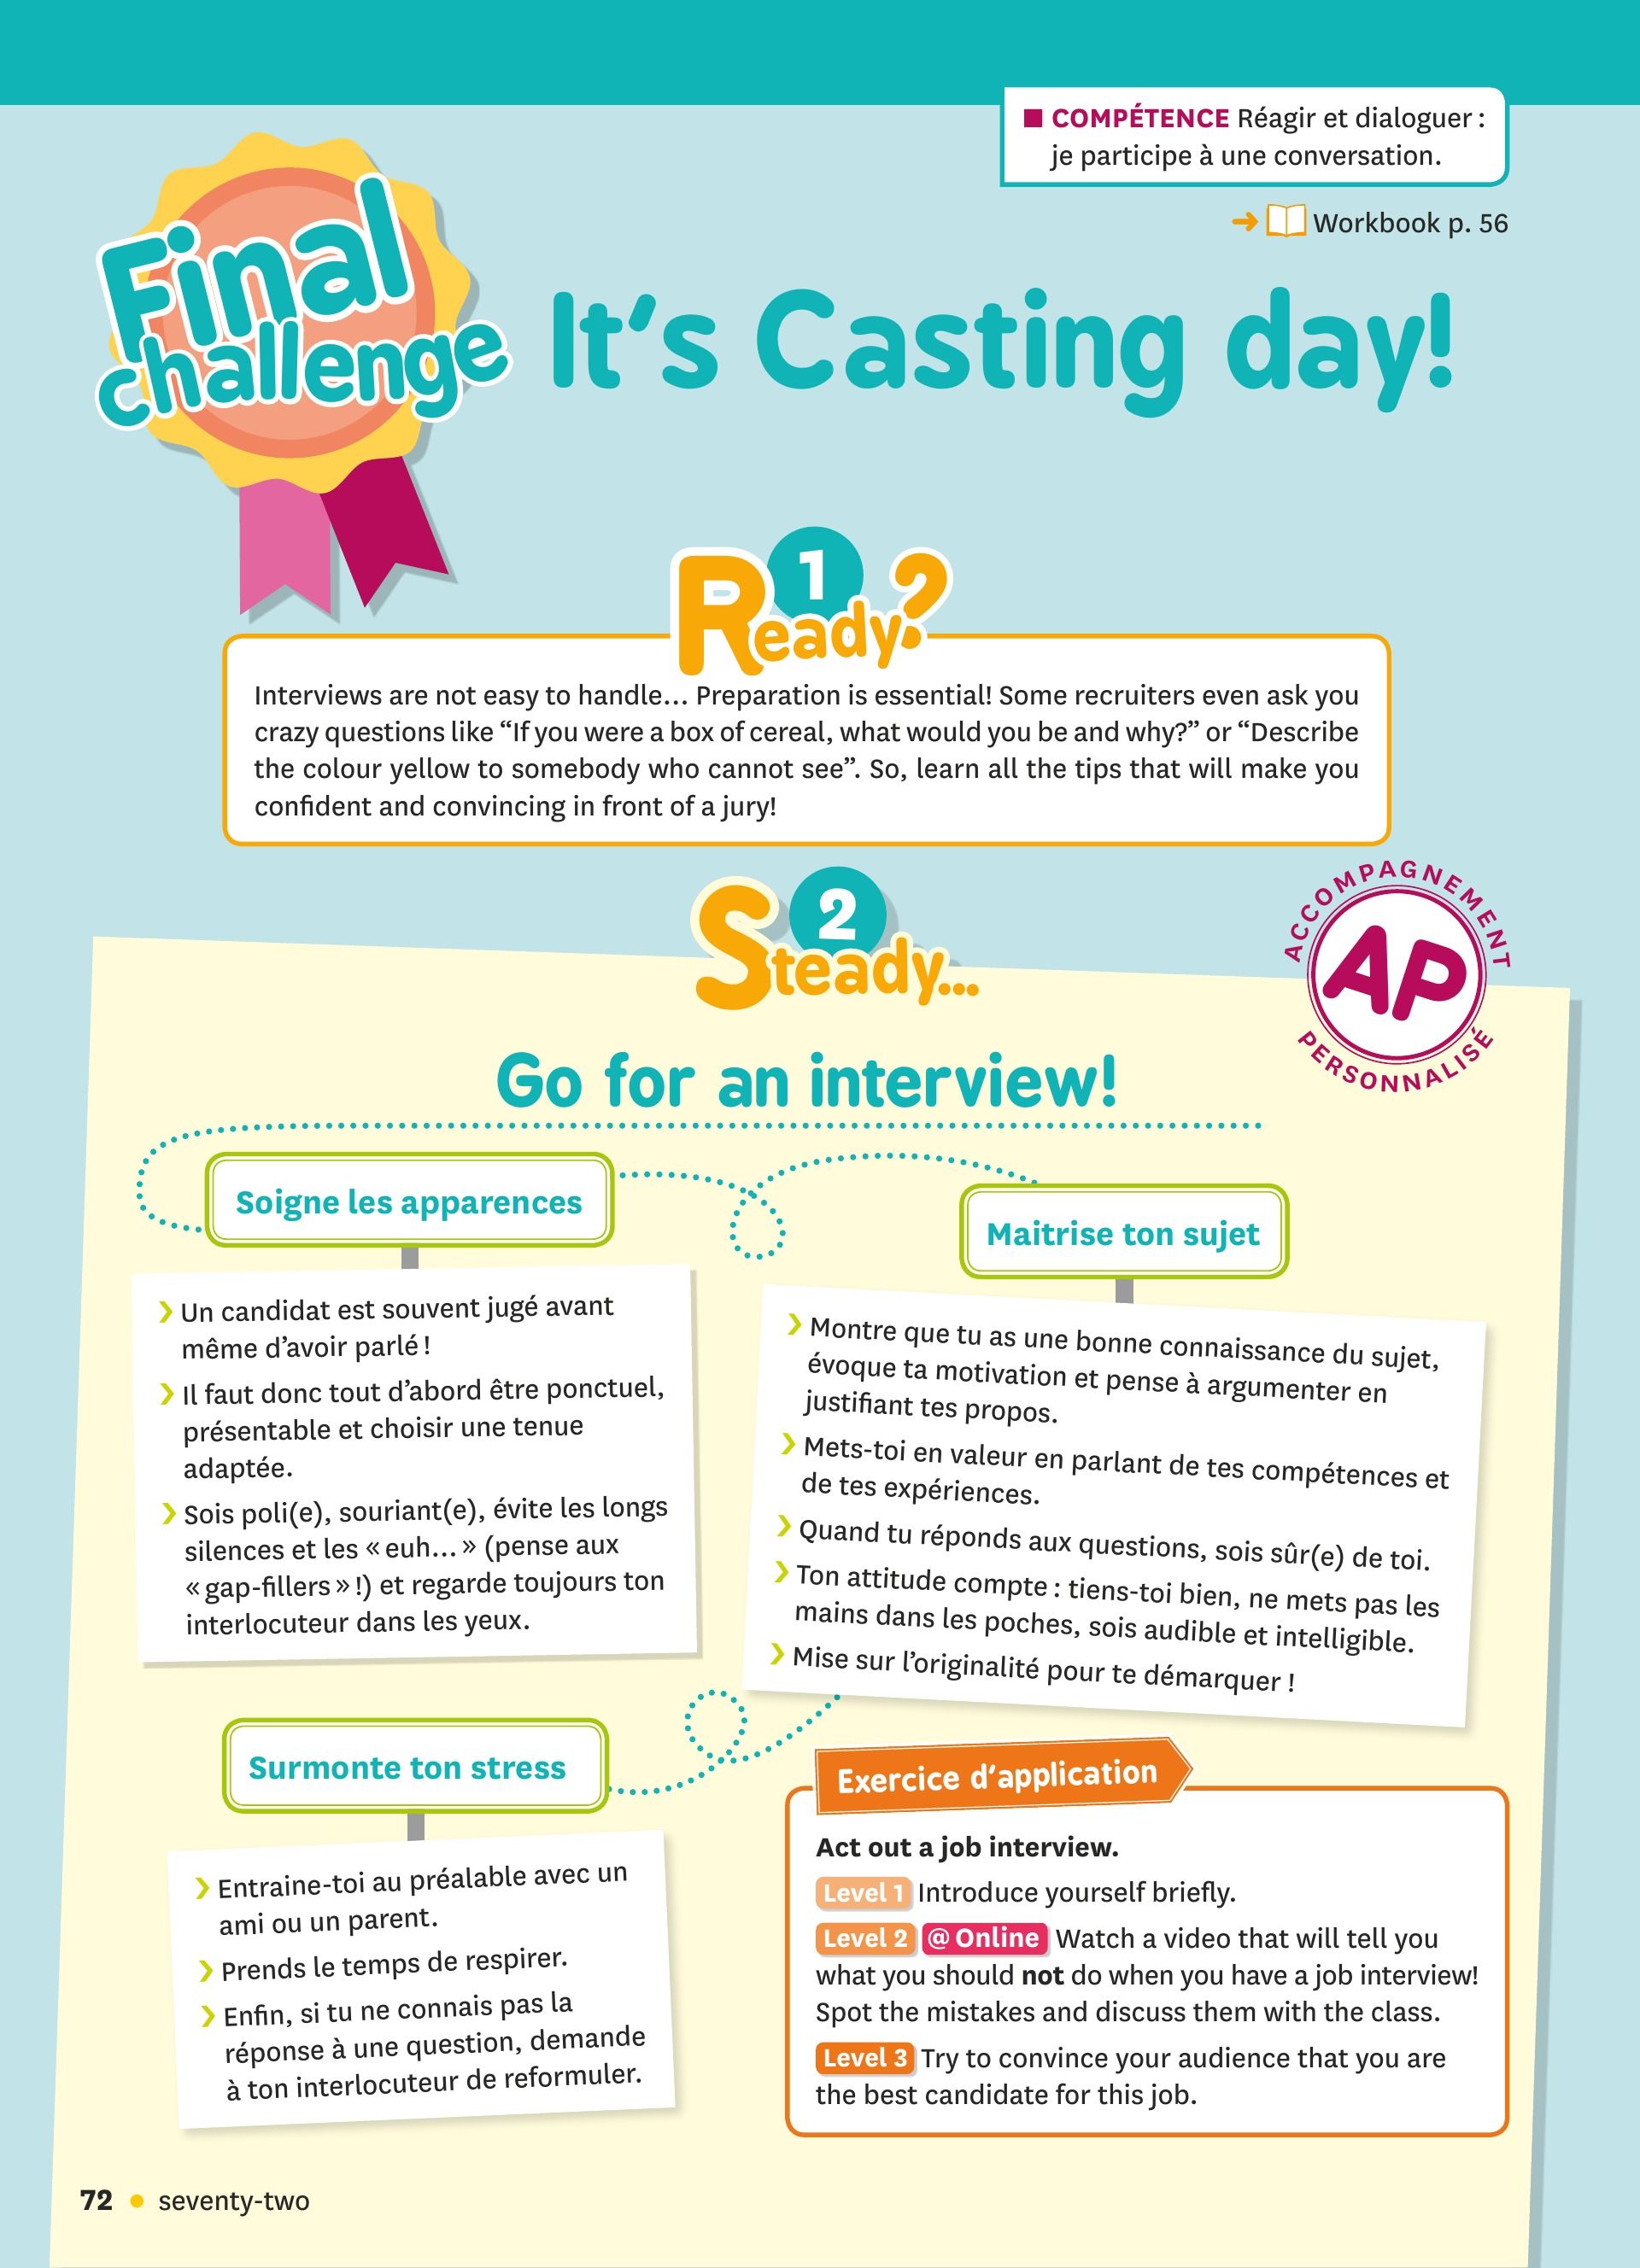 ■ COMPÉTENCE Réagir et dialoguer :
je participe à une conversation.
➜ Workbook p. 56
Final
challenge
It's Casting day!
1
Ready?
Interviews are not easy to handle… Preparation is essential! Some recruiters even ask you
crazy questions like “If you were a box of cereal, what would you be and why?” or “Describe
the colour yellow to somebody who cannot see”. So, learn all the tips that will make you
confident and convincing in front of a jury!
2
Steady...
ACCOMPAGNEMENT
AP
PERSONNALISÉ
Go for an interview!
Soigne les apparences
❯ Un candidat est souvent jugé avant
même d’avoir parlé !
❯ Il faut donc tout d’abord être ponctuel,
présentable et choisir une tenue
adaptée.
❯ Sois poli(e), souriant(e), évite les longs
silences et les « euh… » (pense aux
« gap-fillers » !) et regarde toujours ton
interlocuteur dans les yeux.
Maitrise ton sujet
❯ Montre que tu as une bonne connaissance du sujet,
évoque ta motivation et pense à argumenter en
justifiant tes propos.
❯ Mets-toi en valeur en parlant de tes compétences et
de tes expériences.
❯ Quand tu réponds aux questions, sois sûr(e) de toi.
❯ Ton attitude compte : tiens-toi bien, ne mets pas les
mains dans les poches, sois audible et intelligible.
❯ Mise sur l’originalité pour te démarquer !
Surmonte ton stress
❯ Entraine-toi au préalable avec un
ami ou un parent.
❯ Prends le temps de respirer.
❯ Enfin, si tu ne connais pas la
réponse à une question, demande
à ton interlocuteur de reformuler.
Exercice d’application
Act out a job interview.
Level 1 Introduce yourself briefly.
Level 2 @ Online Watch a video that will tell you
what you should not do when you have a job interview!
Spot the mistakes and discuss them with the class.
Level 3 Try to convince your audience that you are
the best candidate for this job.
72 • seventy-two